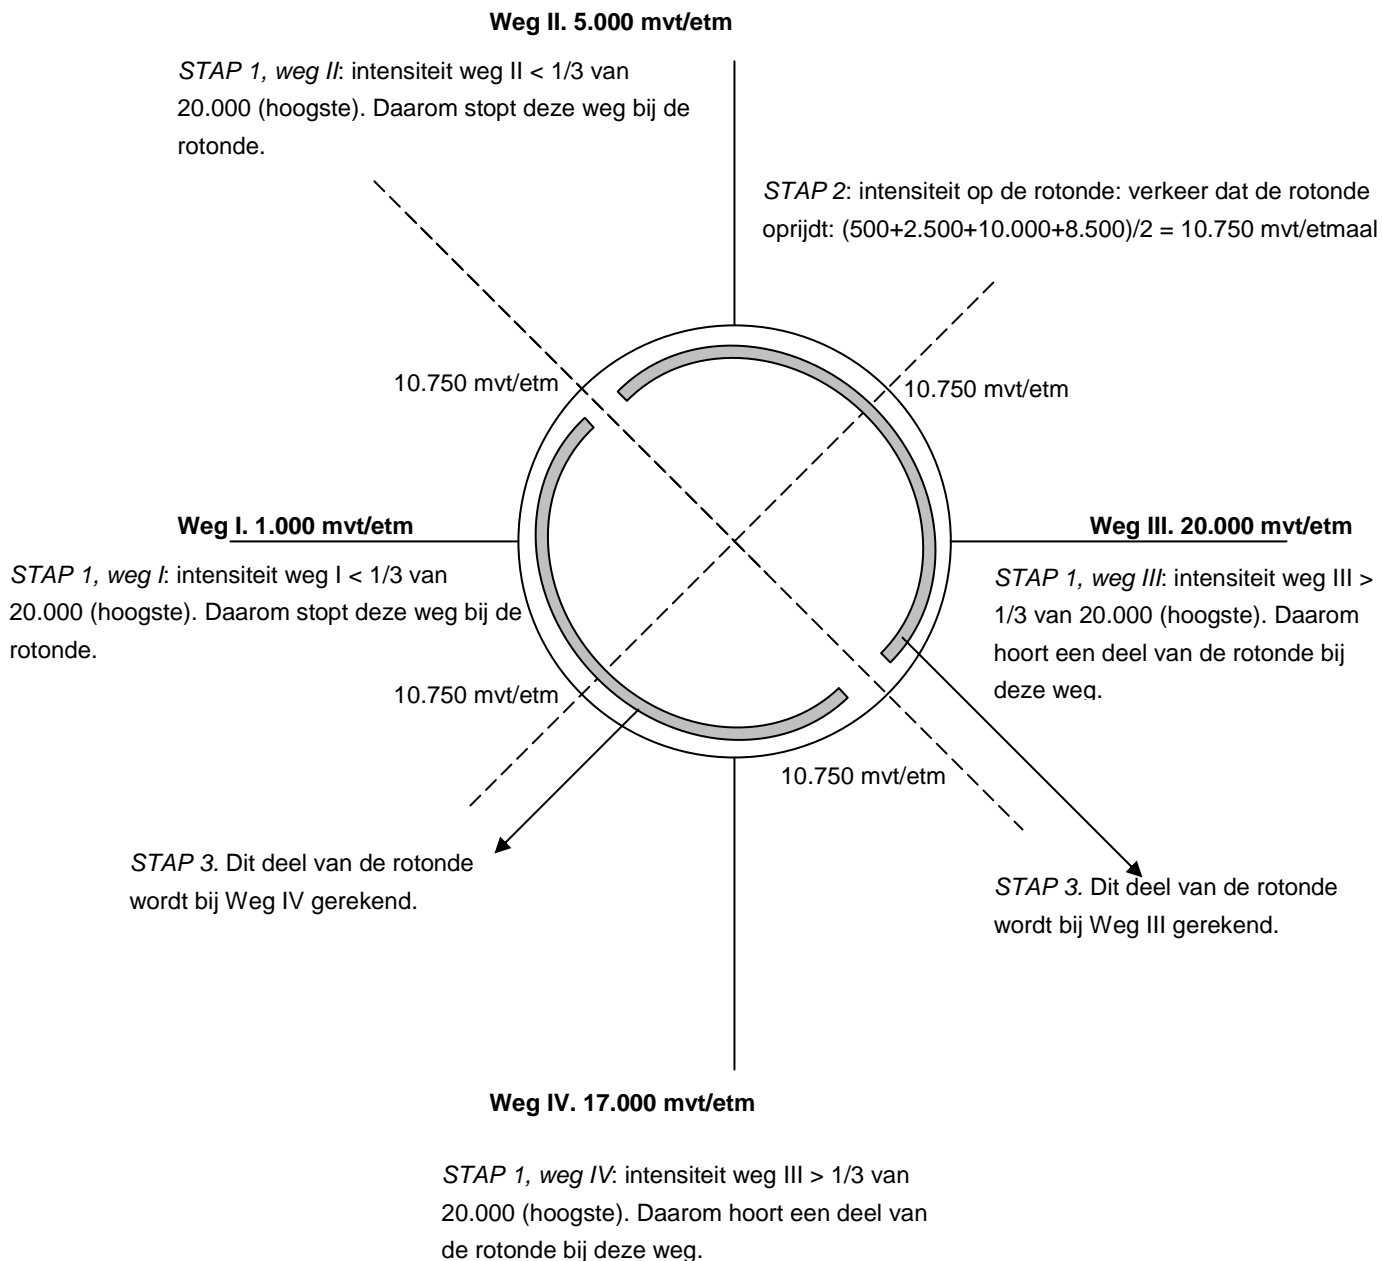 Weg II. 5.000 mvt/etm
STAP 1, weg II: intensiteit weg II < 1/3 van
20.000 (hoogste). Daarom stopt deze weg bij de
rotonde.
STAP 2: intensiteit op de rotonde: verkeer dat de rotonde
oprijdt: (500+2.500+10.000+8.500)/2 = 10.750 mvt/etmaal
10.750 mvt/etm
10.750 mvt/etm
Weg I. 1.000 mvt/etm
STAP 1, weg I: intensiteit weg I < 1/3 van
20.000 (hoogste). Daarom stopt deze weg bij de
rotonde.
Weg III. 20.000 mvt/etm
STAP 1, weg III: intensiteit weg III >
1/3 van 20.000 (hoogste). Daarom
hoort een deel van de rotonde bij
deze weg.
10.750 mvt/etm
10.750 mvt/etm
STAP 3. Dit deel van de rotonde
wordt bij Weg IV gerekend.
STAP 3. Dit deel van de rotonde
wordt bij Weg III gerekend.
Weg IV. 17.000 mvt/etm
STAP 1, weg IV: intensiteit weg III > 1/3 van
20.000 (hoogste). Daarom hoort een deel van
de rotonde bij deze weg.